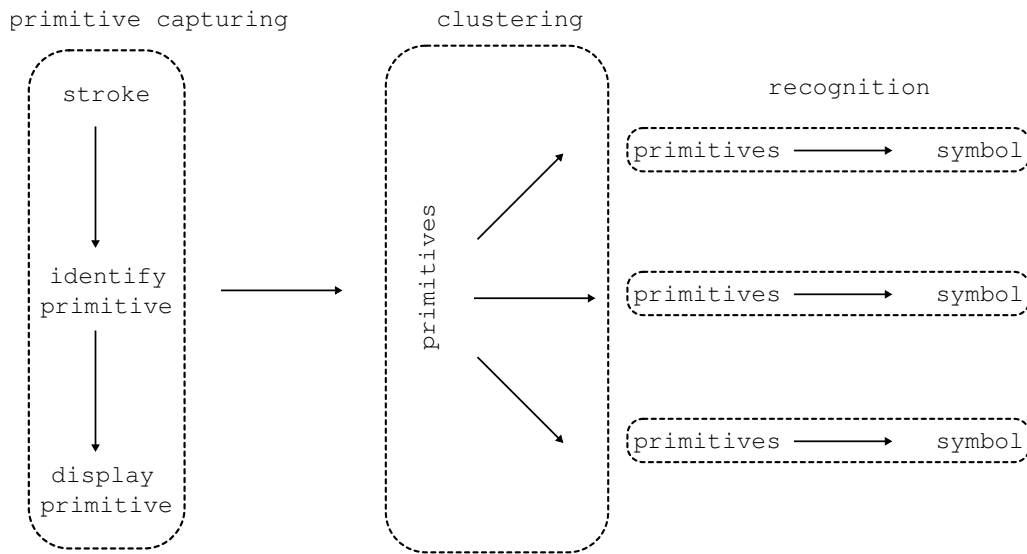 primitive capturing
stroke
identify
primitive
display
primitive
clustering
primitives
recognition
primitives symbol
primitives symbol
primitives symbol